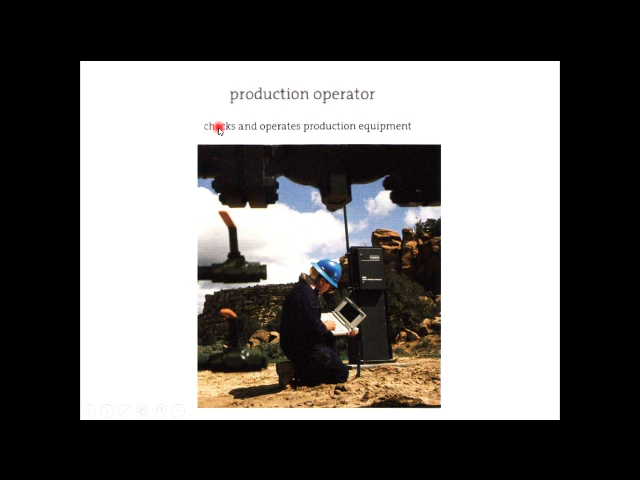 production operator
checks and operates production equipment